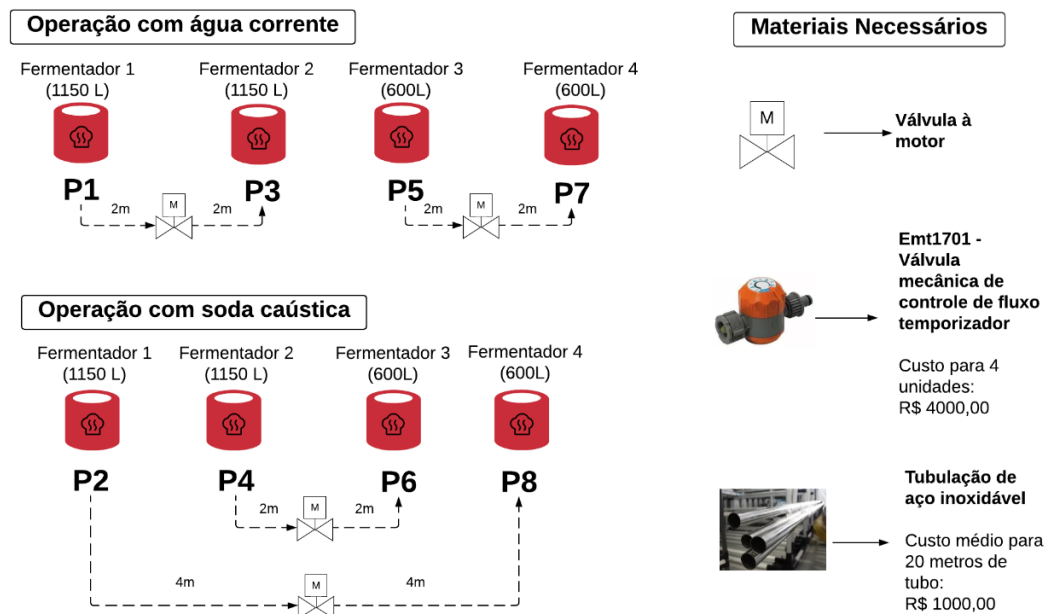 Operação com água corrente
Fermentador 1
(1150 L)
Fermentador 2
(1150 L)
Fermentador 3
(600L)
Fermentador 4
(600L)
P1
P3
P5
P7
2m
M
2m
2m
M
2m
Operação com soda caústica
Fermentador 1
(1150 L)
Fermentador 2
(1150 L)
Fermentador 3
(600L)
Fermentador 4
(600L)
P2
P4
P6
P8
2m
M
2m
4m
M
4m
Materiais Necessários
M
Válvula à
motor
Emt1701 -
Válvula
mecânica de
controle de fluxo
temporizador
Custo para 4
unidades:
R$ 4000,00
Tubulação de
aço inoxidável
Custo médio para
20 metros de
tubo:
R$ 1000,00